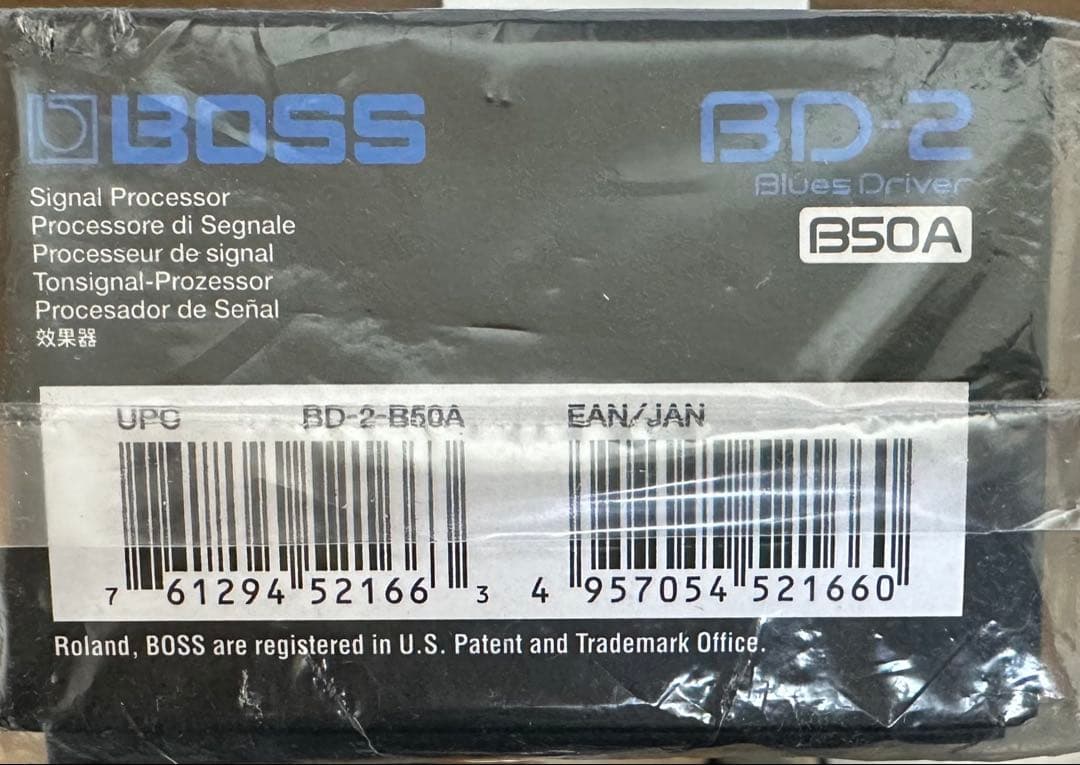 BOSS
BD-2
Blues Driver
B50A
Signal Processor
Processore di Segnale
Processeur de signal
Tonsignal-Prozessor
Procesador de Señal
效果器
UPC BD-2-B50A EAN/JAN
7 61294 52166 3 4 957054 521660
Roland, BOSS are registered in U.S. Patent and Trademark Office.